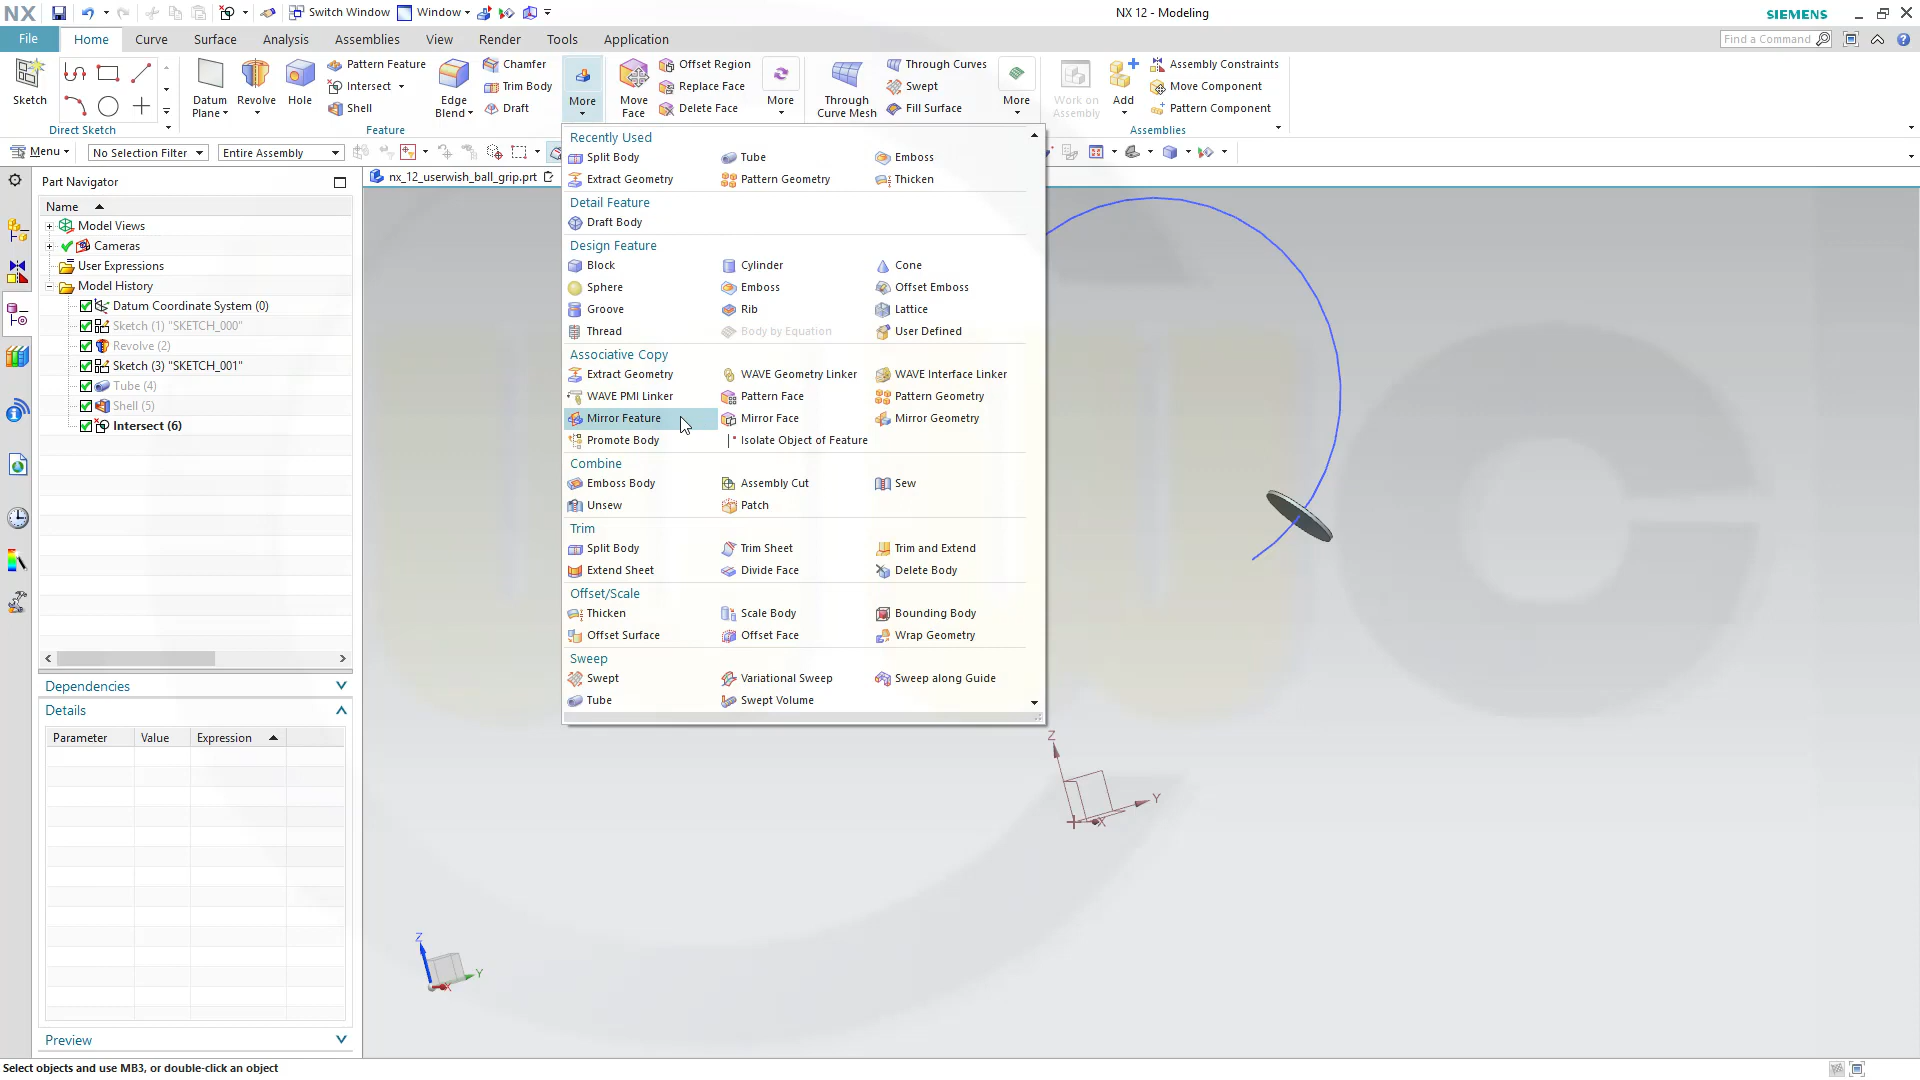 NX
Switch Window
Window
NX 12 - Modeling
SIEMENS
File
Home
Curve
Surface
Analysis
Assemblies
View
Render
Tools
Application
Find a Command
Sketch
Direct Sketch
Datum
Plane
Revolve
Hole
Pattern Feature
Intersect
Shell
Edge
Blend
Chamfer
Trim Body
Draft
Feature
More
Move
Face
Offset Region
Replace Face
Delete Face
More
Through
Curve Mesh
Through Curves
Swept
Fill Surface
More
Work on
Assembly
Add
Assembly Constraints
Move Component
Pattern Component
Assemblies
Menu
No Selection Filter
Entire Assembly
Part Navigator
nx_12_userwish_ball_grip.prt
Name
Model Views
Cameras
User Expressions
Model History
Datum Coordinate System (0)
Sketch (1) "SKETCH_000"
Revolve (2)
Sketch (3) "SKETCH_001"
Tube (4)
Shell (5)
Intersect (6)
Dependencies
Details
Parameter Value Expression
Preview
Recently Used
Split Body Tube Emboss
Extract Geometry Pattern Geometry Thicken
Detail Feature
Draft Body
Design Feature
Block Cylinder Cone
Sphere Emboss Offset Emboss
Groove Rib Lattice
Thread Body by Equation User Defined
Associative Copy
Extract Geometry WAVE Geometry Linker WAVE Interface Linker
WAVE PMI Linker Pattern Face Pattern Geometry
Mirror Feature Mirror Face Mirror Geometry
Promote Body Isolate Object of Feature
Combine
Emboss Body Assembly Cut Sew
Unsew Patch
Trim
Split Body Trim Sheet Trim and Extend
Extend Sheet Divide Face Delete Body
Offset/Scale
Thicken Scale Body Bounding Body
Offset Surface Offset Face Wrap Geometry
Sweep
Swept Variational Sweep Sweep along Guide
Tube Swept Volume
Z
Y
X
Z
Y
X
Select objects and use MB3, or double-click an object